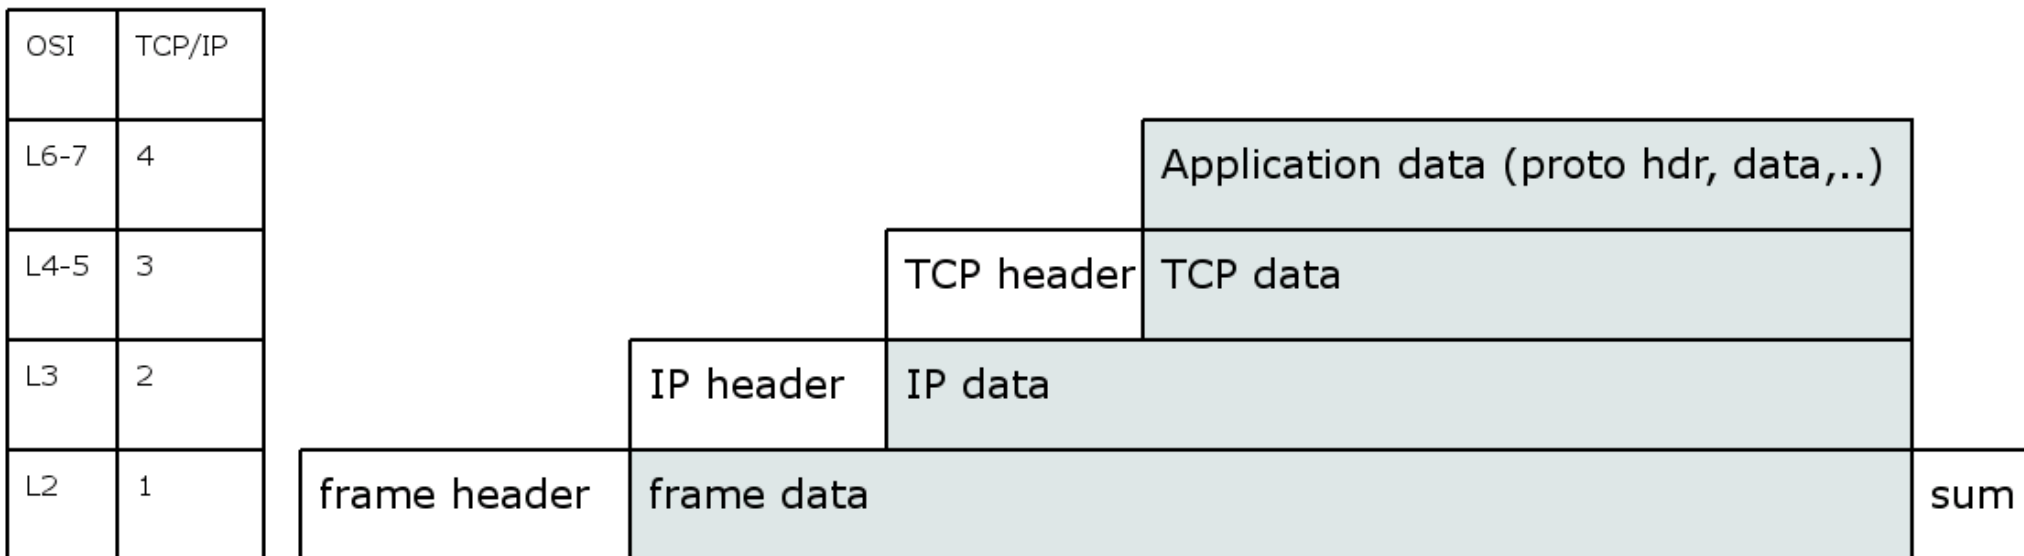 OSI TCP/IP
L6-7 4 Application data (proto hdr, data,..)
L4-5 3 TCP header TCP data
L3 2 IP header IP data
L2 1 frame header frame data sum